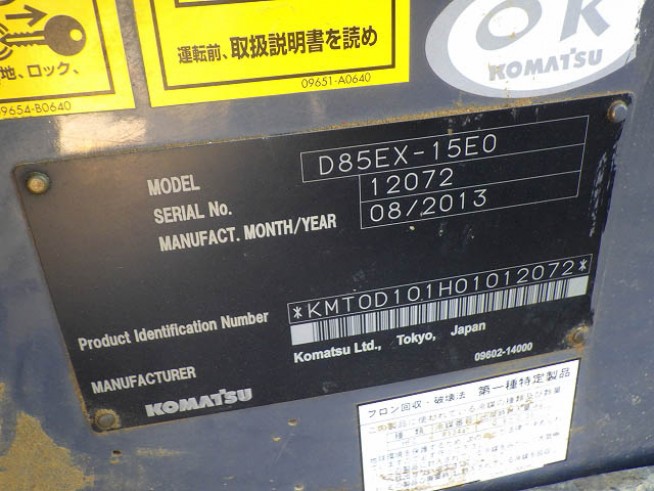 地、ロック、
09654-B0640
運転前、取扱説明書を読め
09651-A0640
OK
KOMATSU
MODEL D85EX-15E0
SERIAL No. 12072
MANUFACT. MONTH/YEAR 08/2013
Product Identification Number *KMT0D101H01012072*
MANUFACTURER Komatsu Ltd., Tokyo, Japan
09602-14000
KOMATSU
フロン回収・破壊法 第一種特定製品